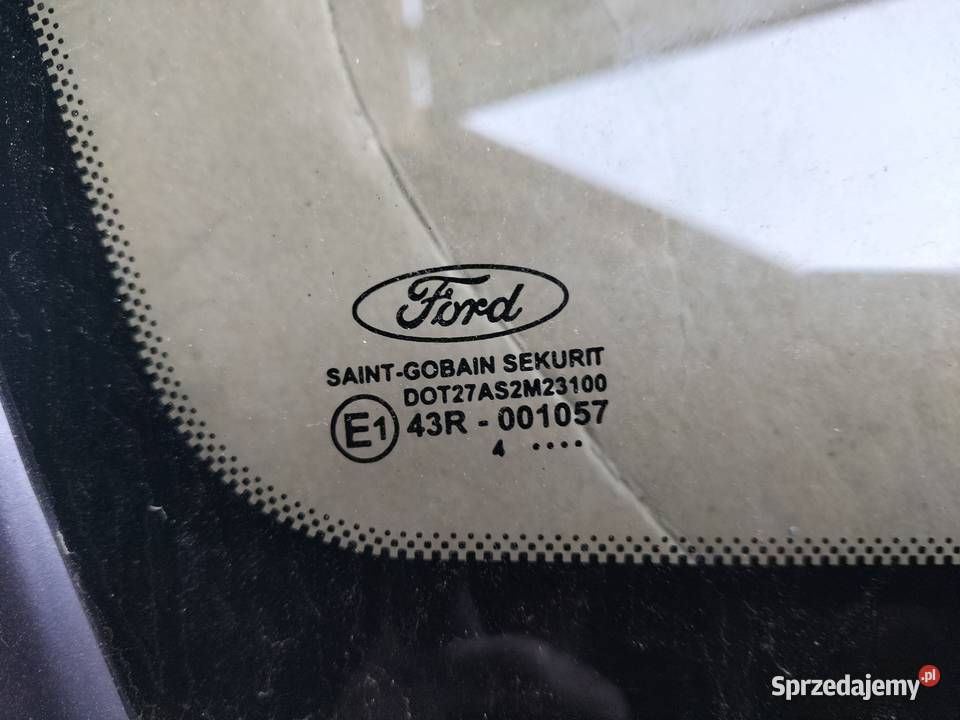 Ford
SAINT-GOBAIN SEKURIT
DOT27AS2M23100
E1 43R - 001057
4 ....
Sprzedajemy.pl